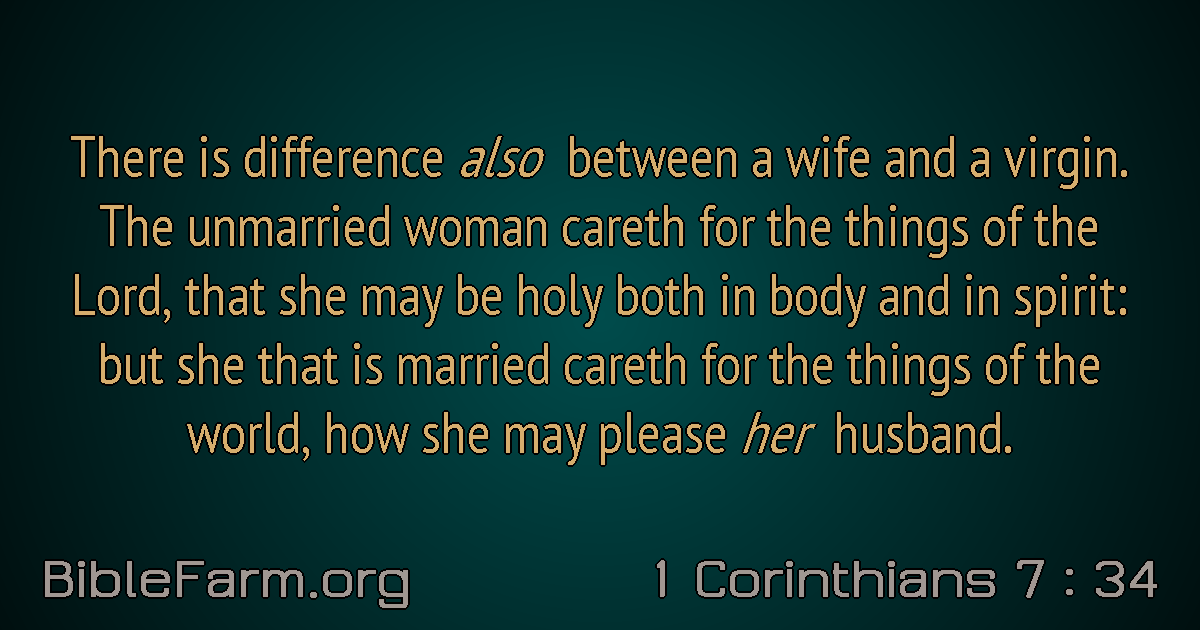 There is difference also between a wife and a virgin.
The unmarried woman careth for the things of the
Lord, that she may be holy both in body and in spirit:
but she that is married careth for the things of the
world, how she may please her husband.
BibleFarm.org
1 Corinthians 7 : 34